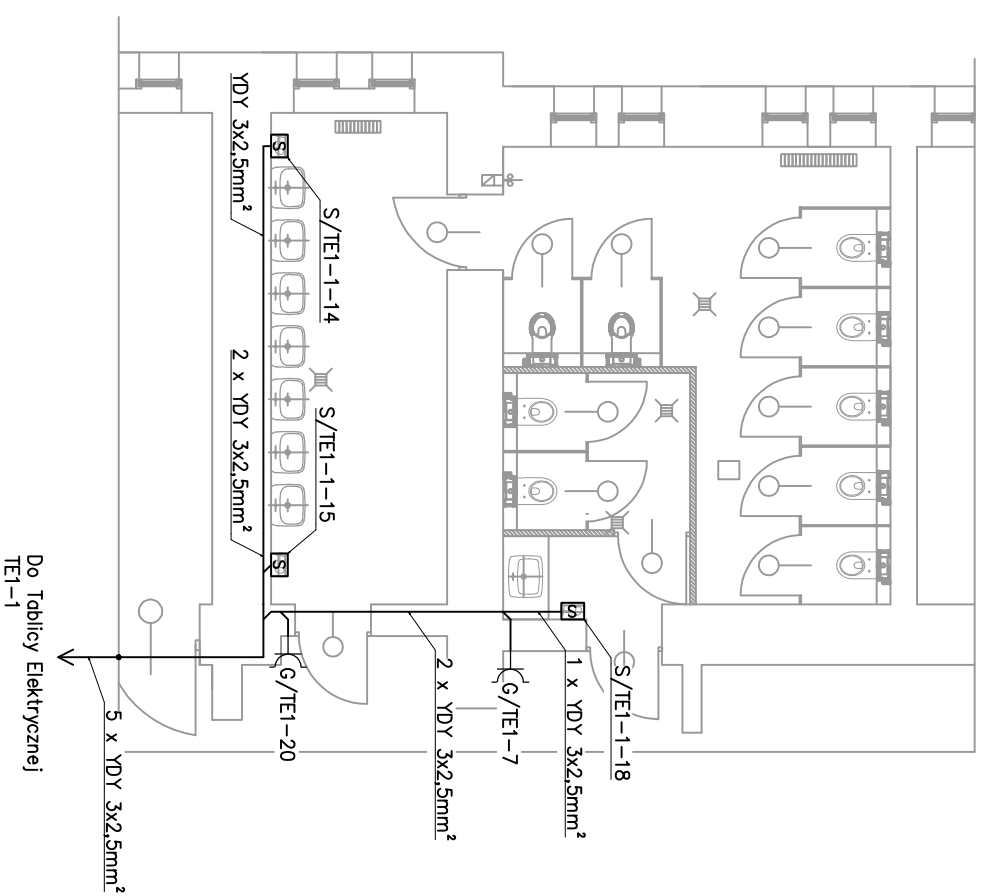 S/TE1-1-18
1 x YDY 3x2,5mm²
G/TE1-7
2 x YDY 3x2,5mm²
S/TE1-1-14
S/TE1-1-15
G/TE1-20
YDY 3x2,5mm²
2 x YDY 3x2,5mm²
5 x YDY 3x2,5mm²
Do Tablicy Elektrycznej
TE1-1
S
S
S